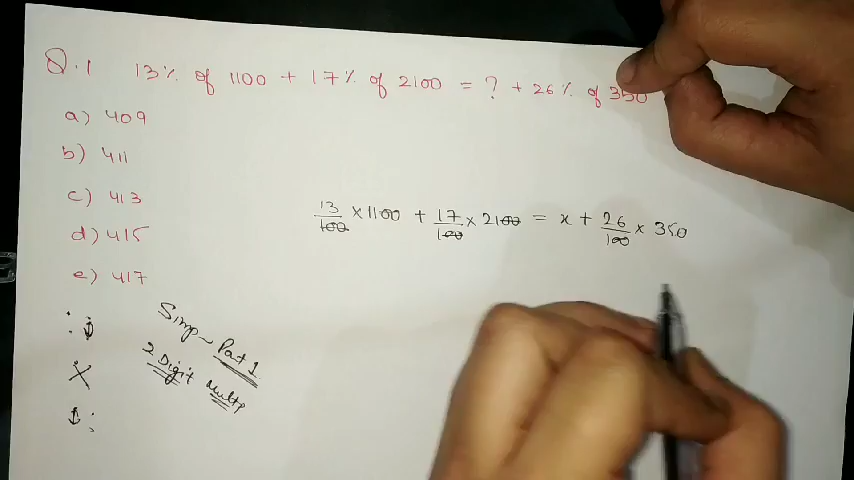 Q.1 13% of 1100 + 17% of 2100 = ? + 26% of 350
a) 409
b) 411
c) 413
d) 415
e) 417
13/100 × 1100 + 17/100 × 2100 = x + 26/100 × 350
Simp~ Part 1
2 Digit Multp